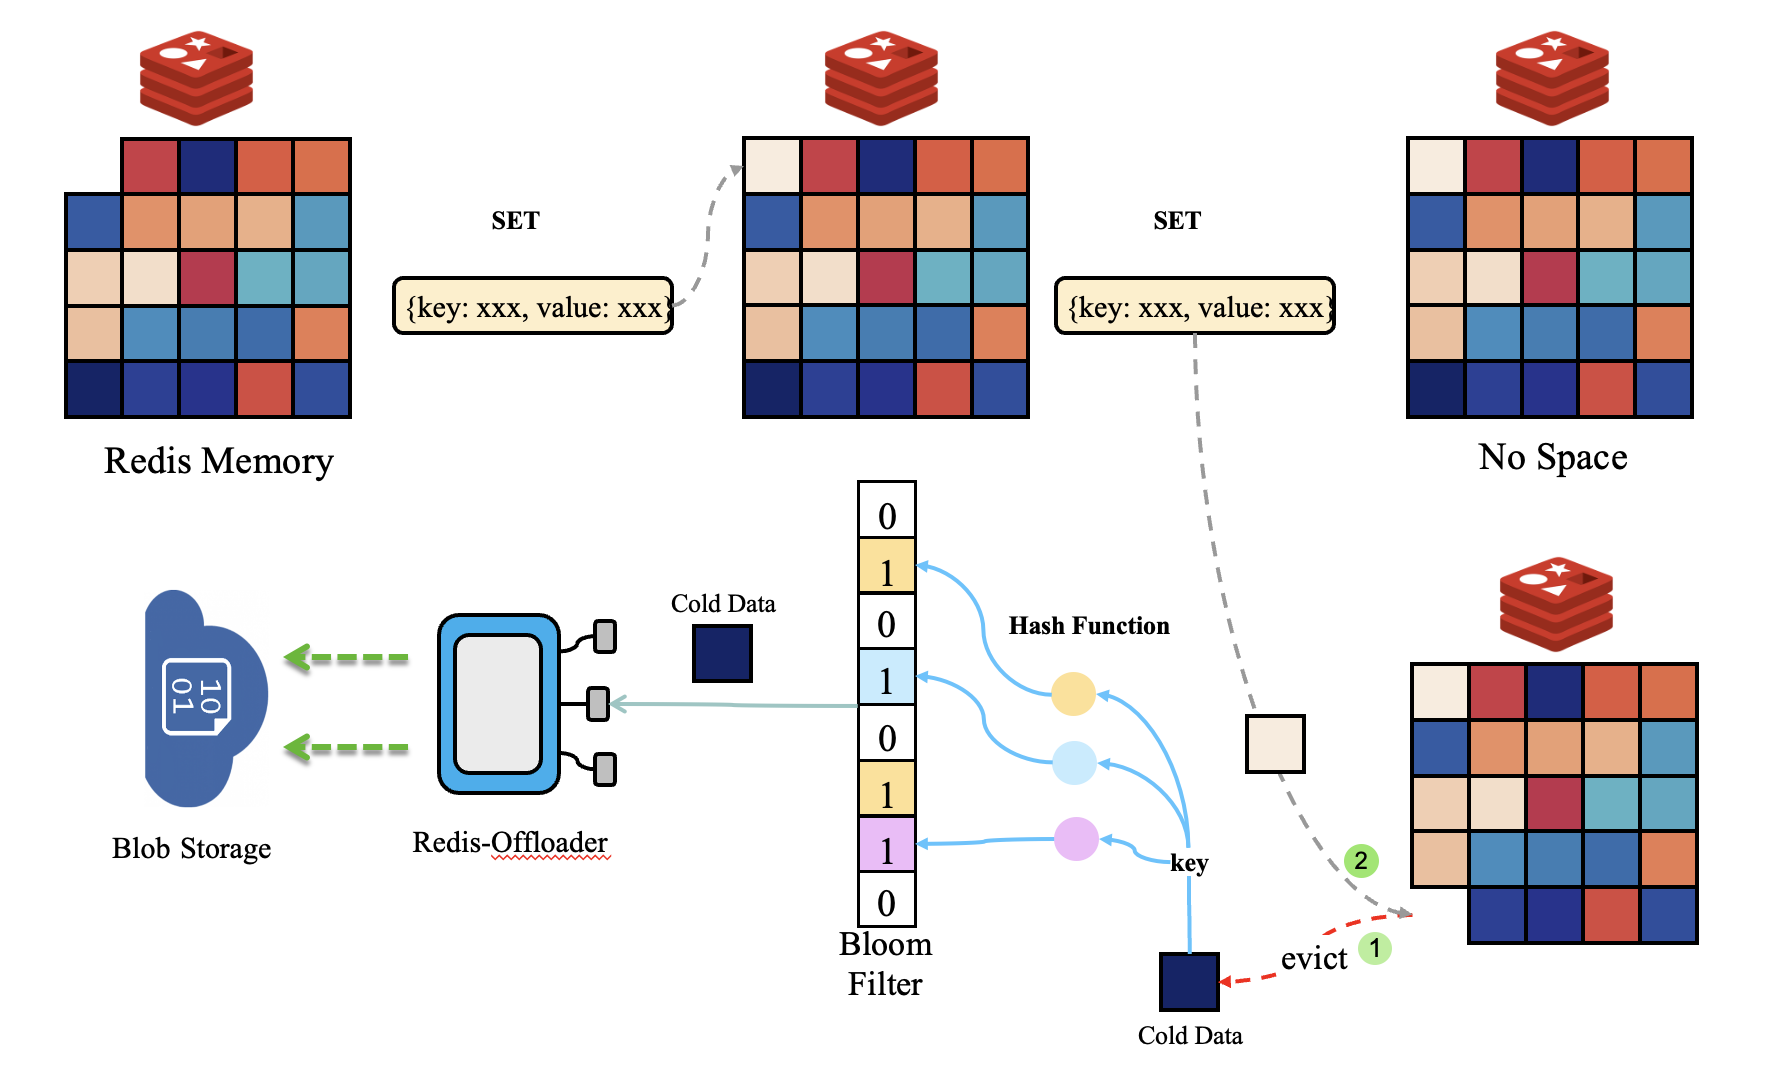 SET
SET
{key: xxx, value: xxx}
{key: xxx, value: xxx}
Redis Memory
No Space
0
1
0
1
0
1
1
0
Bloom
Filter
Cold Data
Hash Function
10
01
Blob Storage
Redis-Offloader
key
2
evict
1
Cold Data